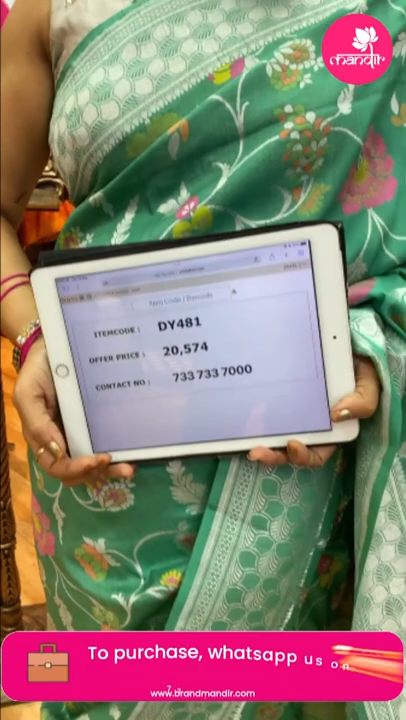 mandir
Item Code / Barcode
ITEMCODE : DY481
OFFER PRICE : 20,574
CONTACT NO : 733 733 7000
To purchase, whatsapp us on
www.brandmandir.com